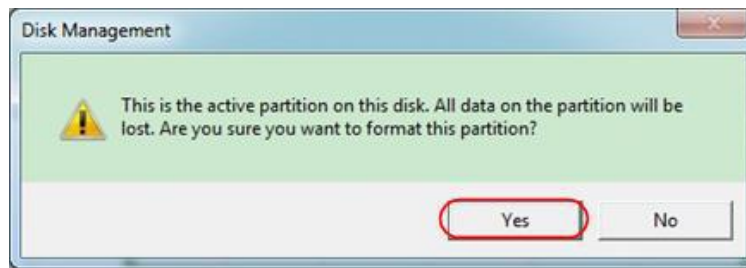 Disk Management
This is the active partition on this disk. All data on the partition will be
lost. Are you sure you want to format this partition?
Yes No